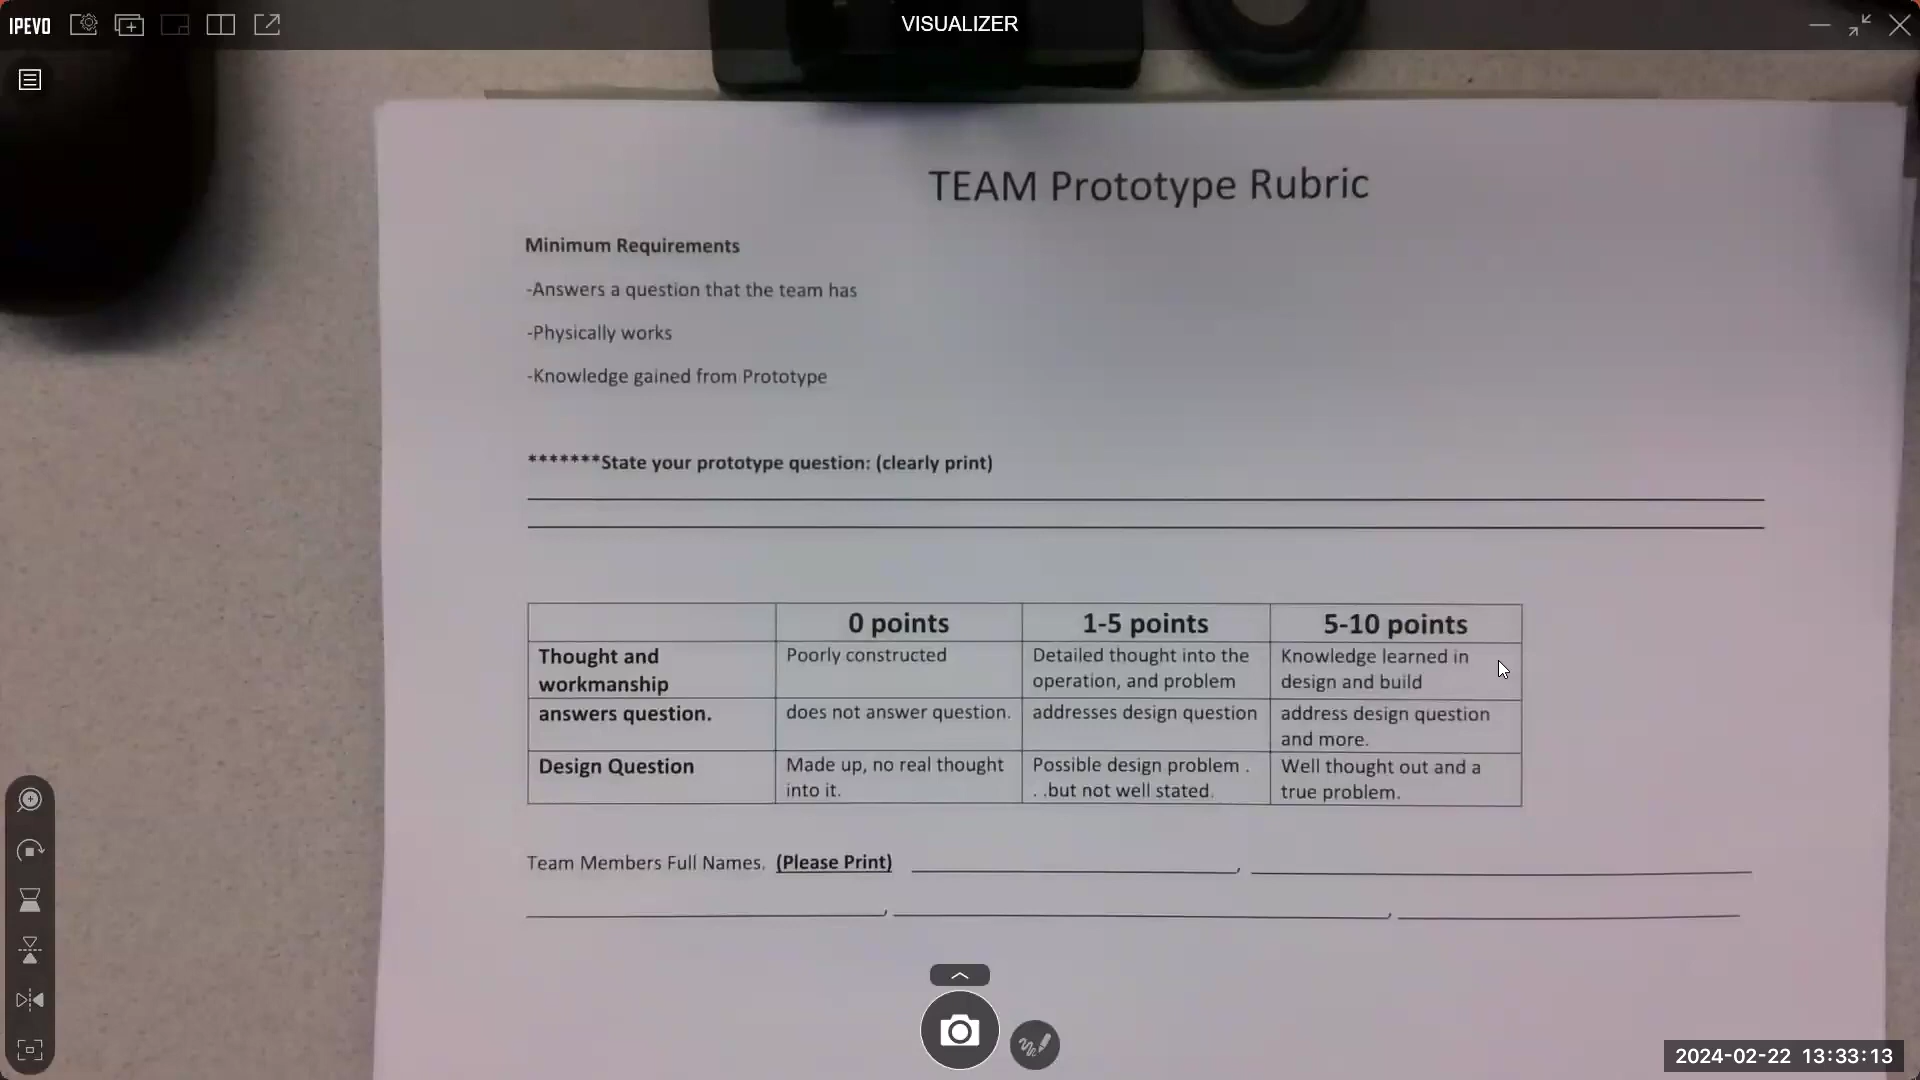 IPEVO
VISUALIZER
TEAM Prototype Rubric
Minimum Requirements
-Answers a question that the team has
-Physically works
-Knowledge gained from Prototype
*******State your prototype question: (clearly print)
0 points 1-5 points 5-10 points
Thought and workmanship Poorly constructed Detailed thought into the operation, and problem Knowledge learned in design and build
answers question. does not answer question. addresses design question address design question and more.
Design Question Made up, no real thought into it. Possible design problem . . .but not well stated. Well thought out and a true problem.
Team Members Full Names. (Please Print)
2024-02-22 13:33:13